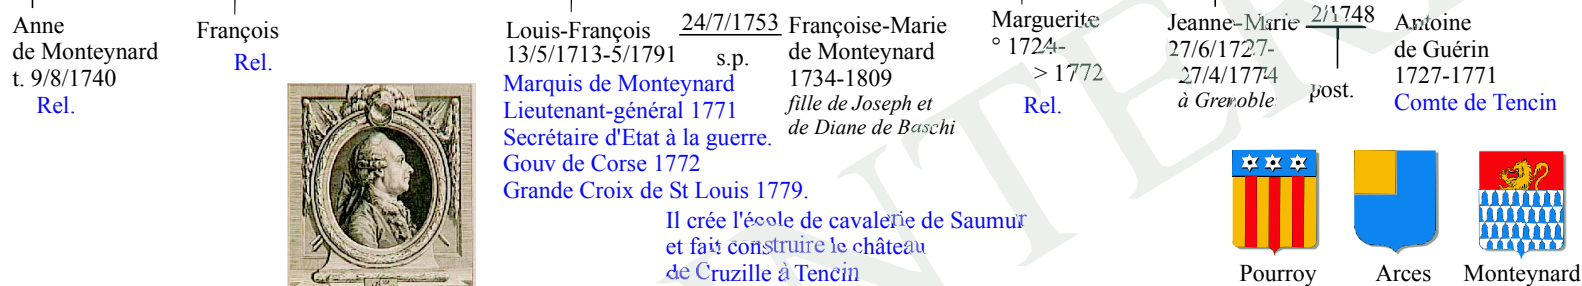 Anne
de Monteynard
t. 9/8/1740
Rel.
François
Rel.
Louis-François
13/5/1713-5/1791
Marquis de Monteynard
Lieutenant-général 1771
Secrétaire d'Etat à la guerre.
Gouv de Corse 1772
Grande Croix de St Louis 1779.
Il crée l'école de cavalerie de Saumur
et fait construire le château
de Cruzille à Tencin
24/7/1753
s.p.
Françoise-Marie
de Monteynard
1734-1809
fille de Joseph et
de Diane de Baschi
Marguerite
° 1724-
> 1772
Rel.
Jeanne-Marie
27/6/1727-
27/4/1774
à Grenoble
2/1748
post.
Antoine
de Guérin
1727-1771
Comte de Tencin
Pourroy
Arces
Monteynard